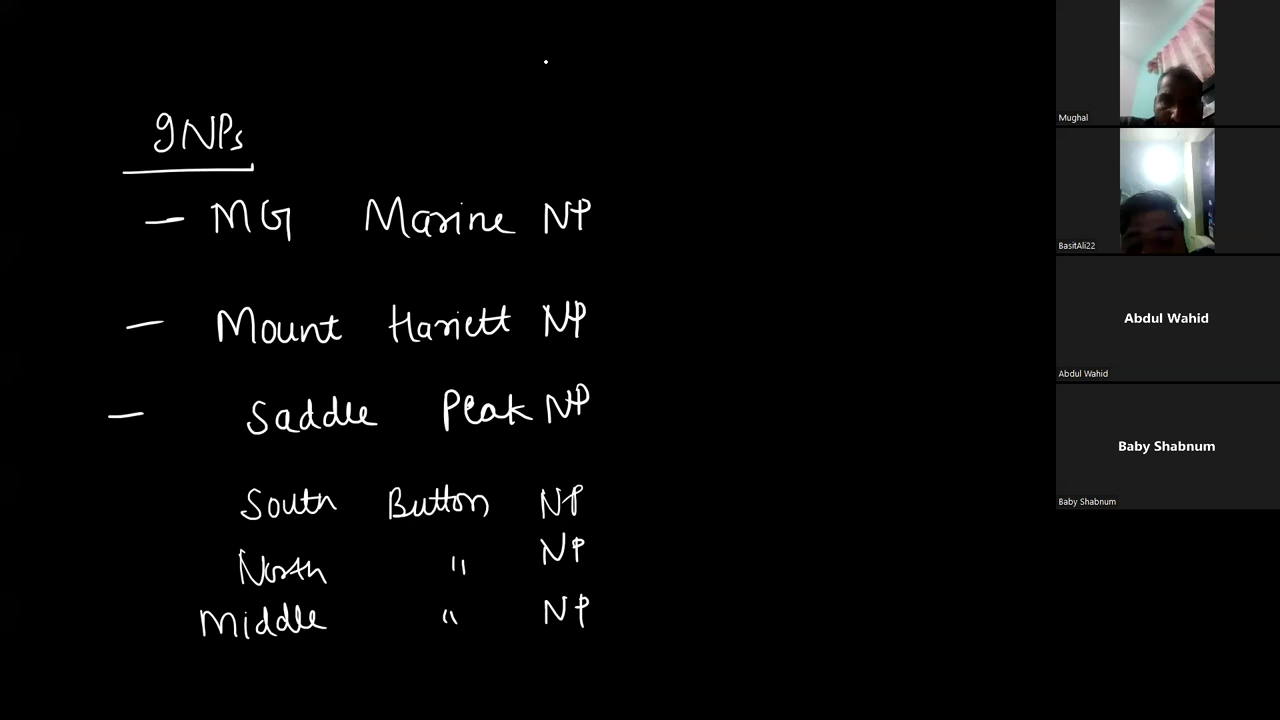 9NPs
- MG Marine NP
- Mount Hariett NP
- Saddle Peak NP
South Button NP
North " NP
Middle " NP
Mughal
BasitAli22
Abdul Wahid
Abdul Wahid
Baby Shabnum
Baby Shabnum